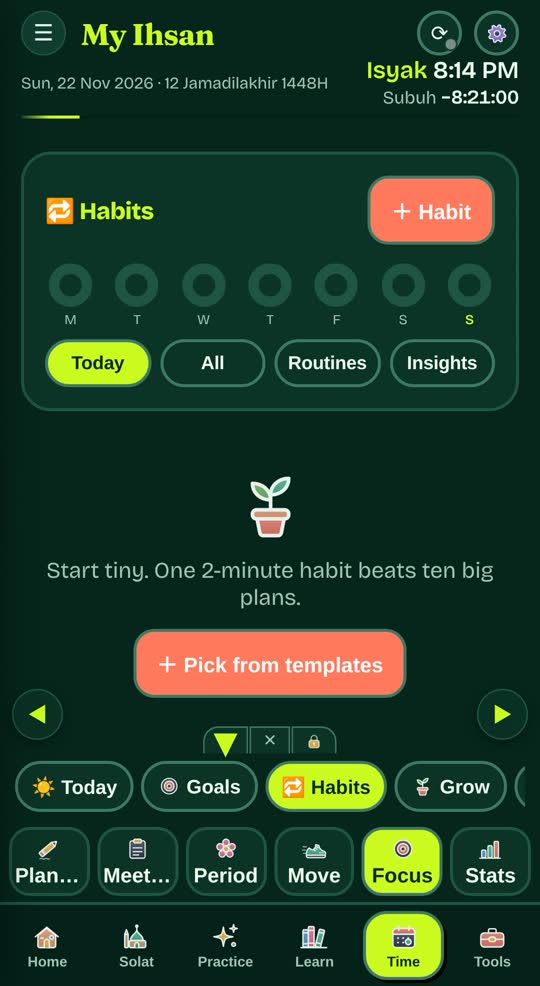 My Ihsan
Sun, 22 Nov 2026 · 12 Jamadilakhir 1448H
Isyak 8:14 PM
Subuh −8:21:00
Habits
+ Habit
M T W T F S S
Today All Routines Insights
Start tiny. One 2-minute habit beats ten big
plans.
+ Pick from templates
Today Goals Habits Grow
Plan... Meet... Period Move Focus Stats
Home Solat Practice Learn Time Tools